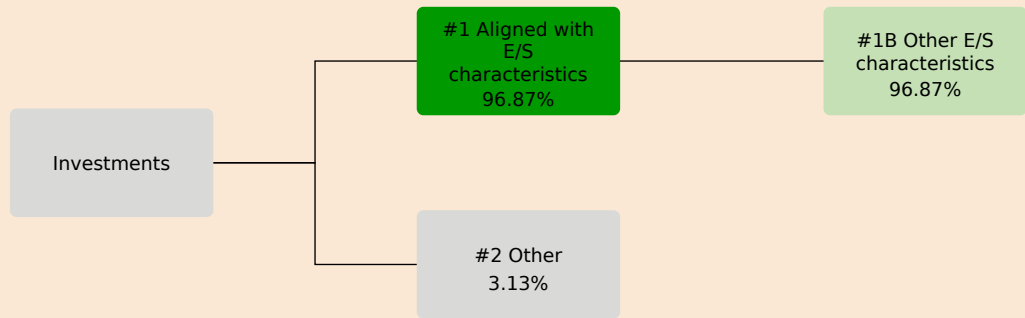 #1 Aligned with
E/S
characteristics
96.87%
#1B Other E/S
characteristics
96.87%
Investments
#2 Other
3.13%